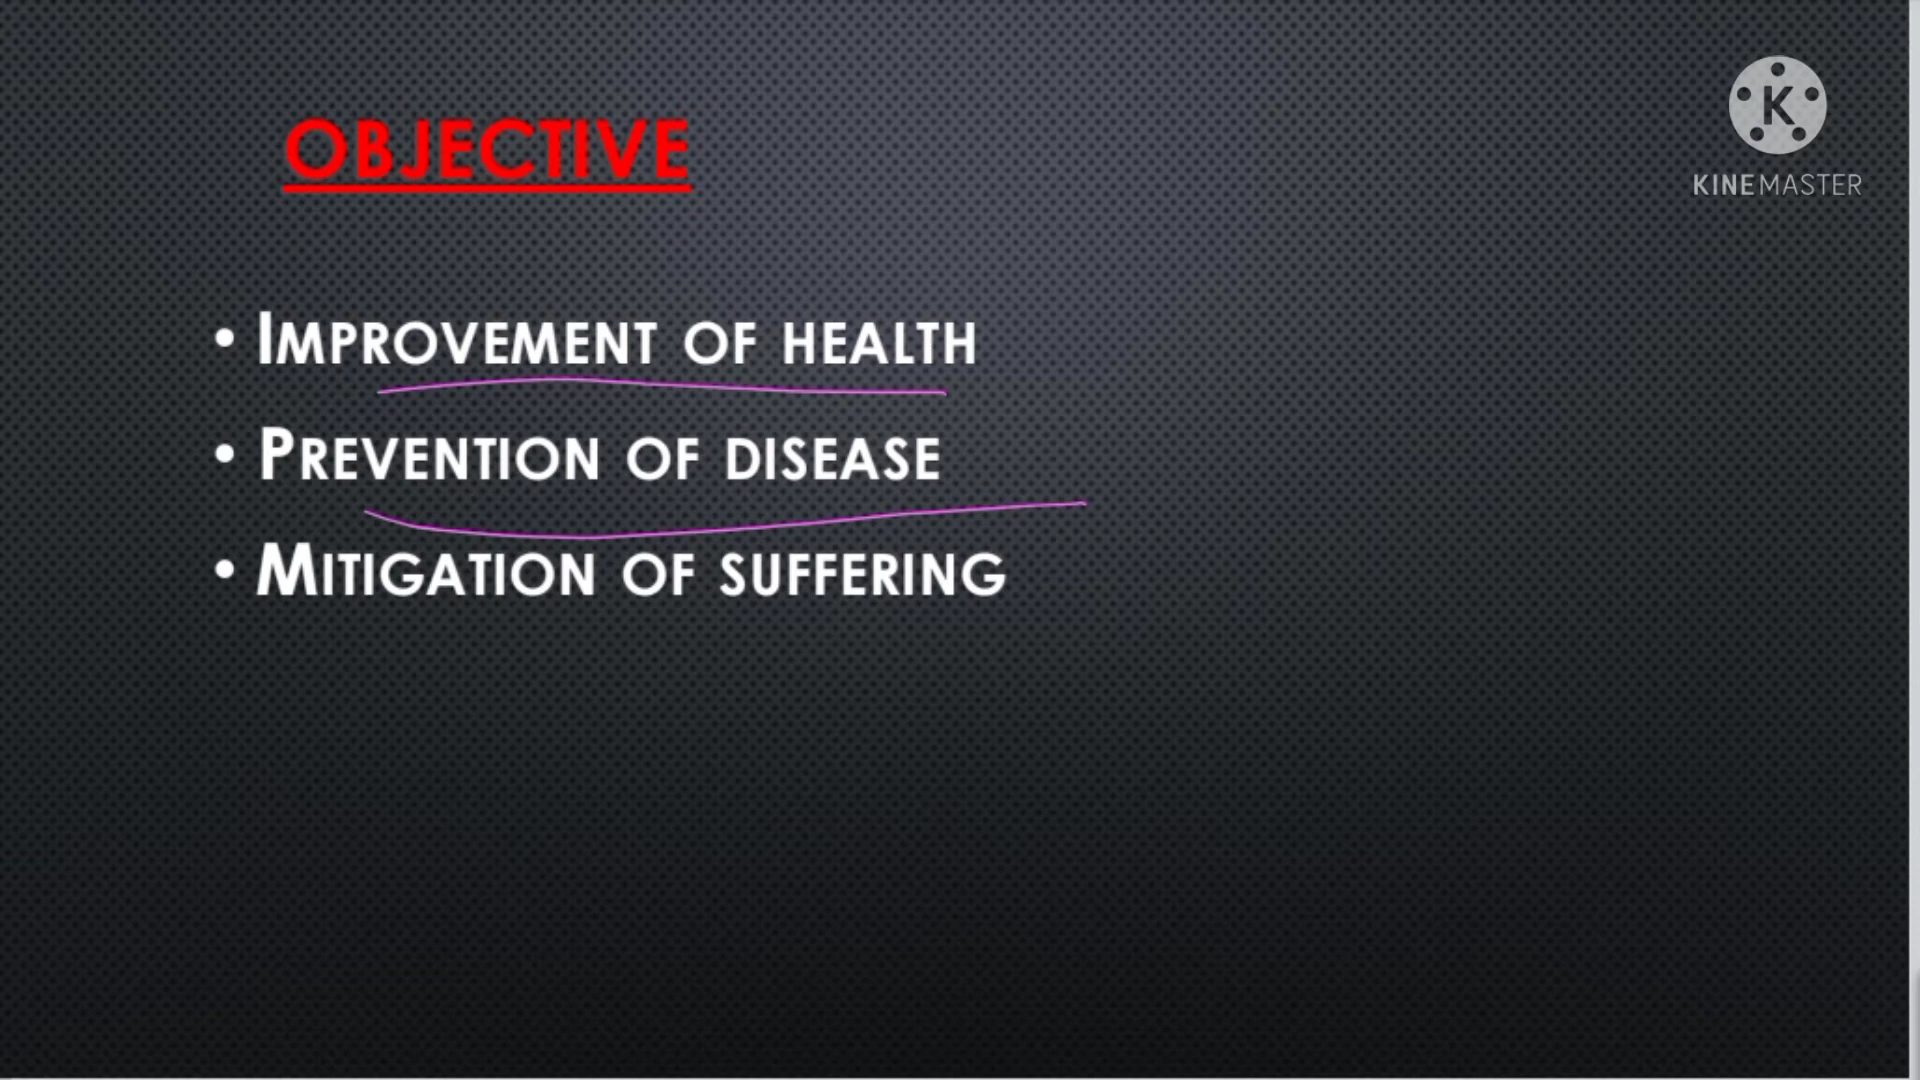 OBJECTIVE
K
KINEMASTER
• IMPROVEMENT OF HEALTH
• PREVENTION OF DISEASE
• MITIGATION OF SUFFERING